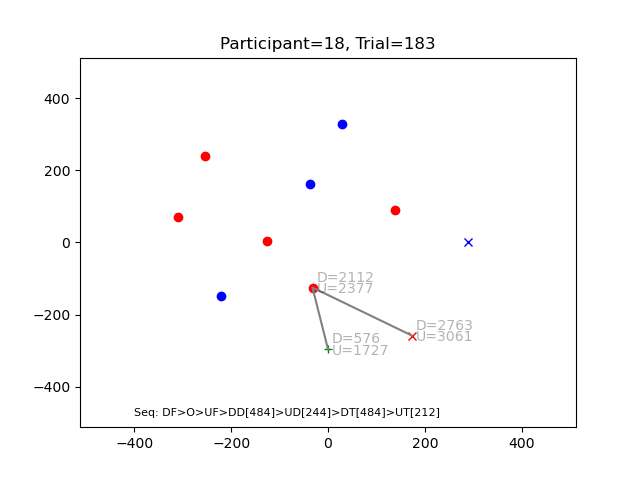 Participant=18, Trial=183
400
200
0
−200
−400
D=2112
U=2377
D=2763
U=3061
D=576
U=1727
Seq: DF>O>UF>DD[484]>UD[244]>DT[484]>UT[212]
−400
−200
0
200
400